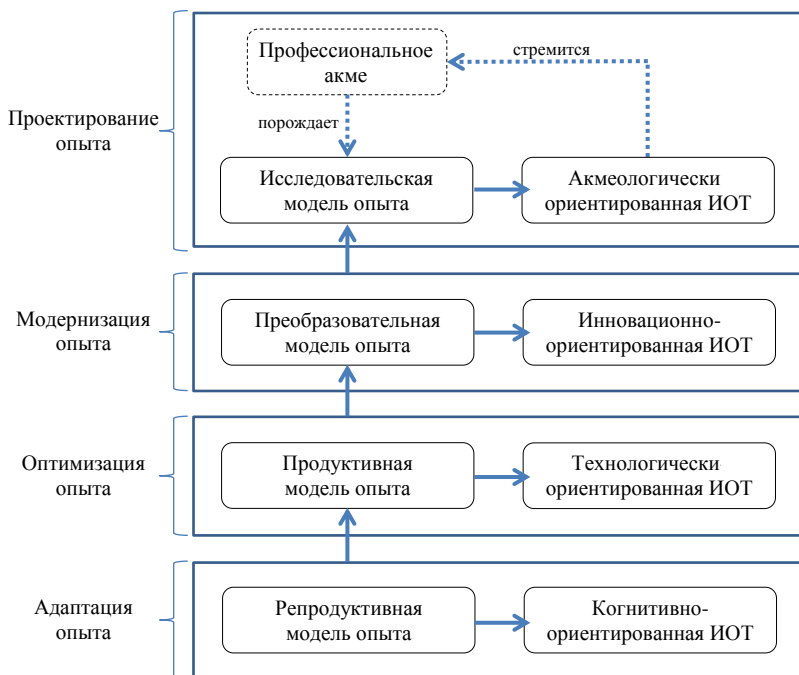 Профессиональное
акме
стремится
Проектирование
опыта
порождает
Исследовательская
модель опыта
Акмеологически
ориентированная ИОТ
Модернизация
опыта
Преобразовательная
модель опыта
Инновационно-
ориентированная ИОТ
Оптимизация
опыта
Продуктивная
модель опыта
Технологически-
ориентированная ИОТ
Адаптация
опыта
Репродуктивная
модель опыта
Когнитивно-
ориентированная ИОТ